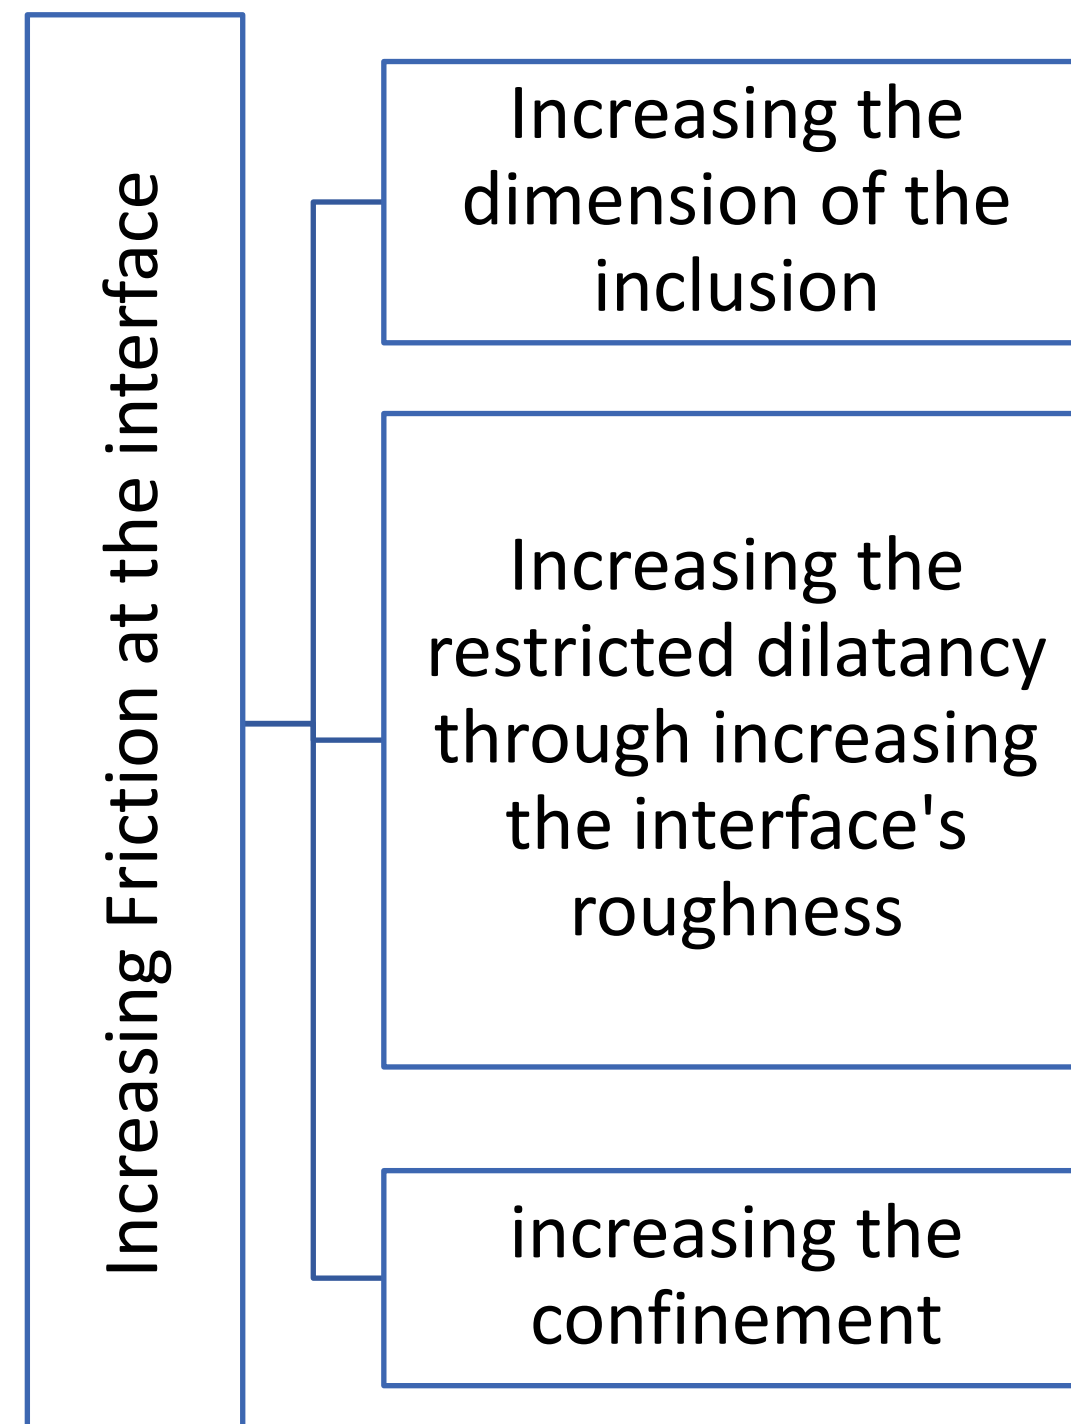 Increasing Friction at the interface
Increasing the
dimension of the
inclusion
Increasing the
restricted dilatancy
through increasing
the interface's
roughness
increasing the
confinement